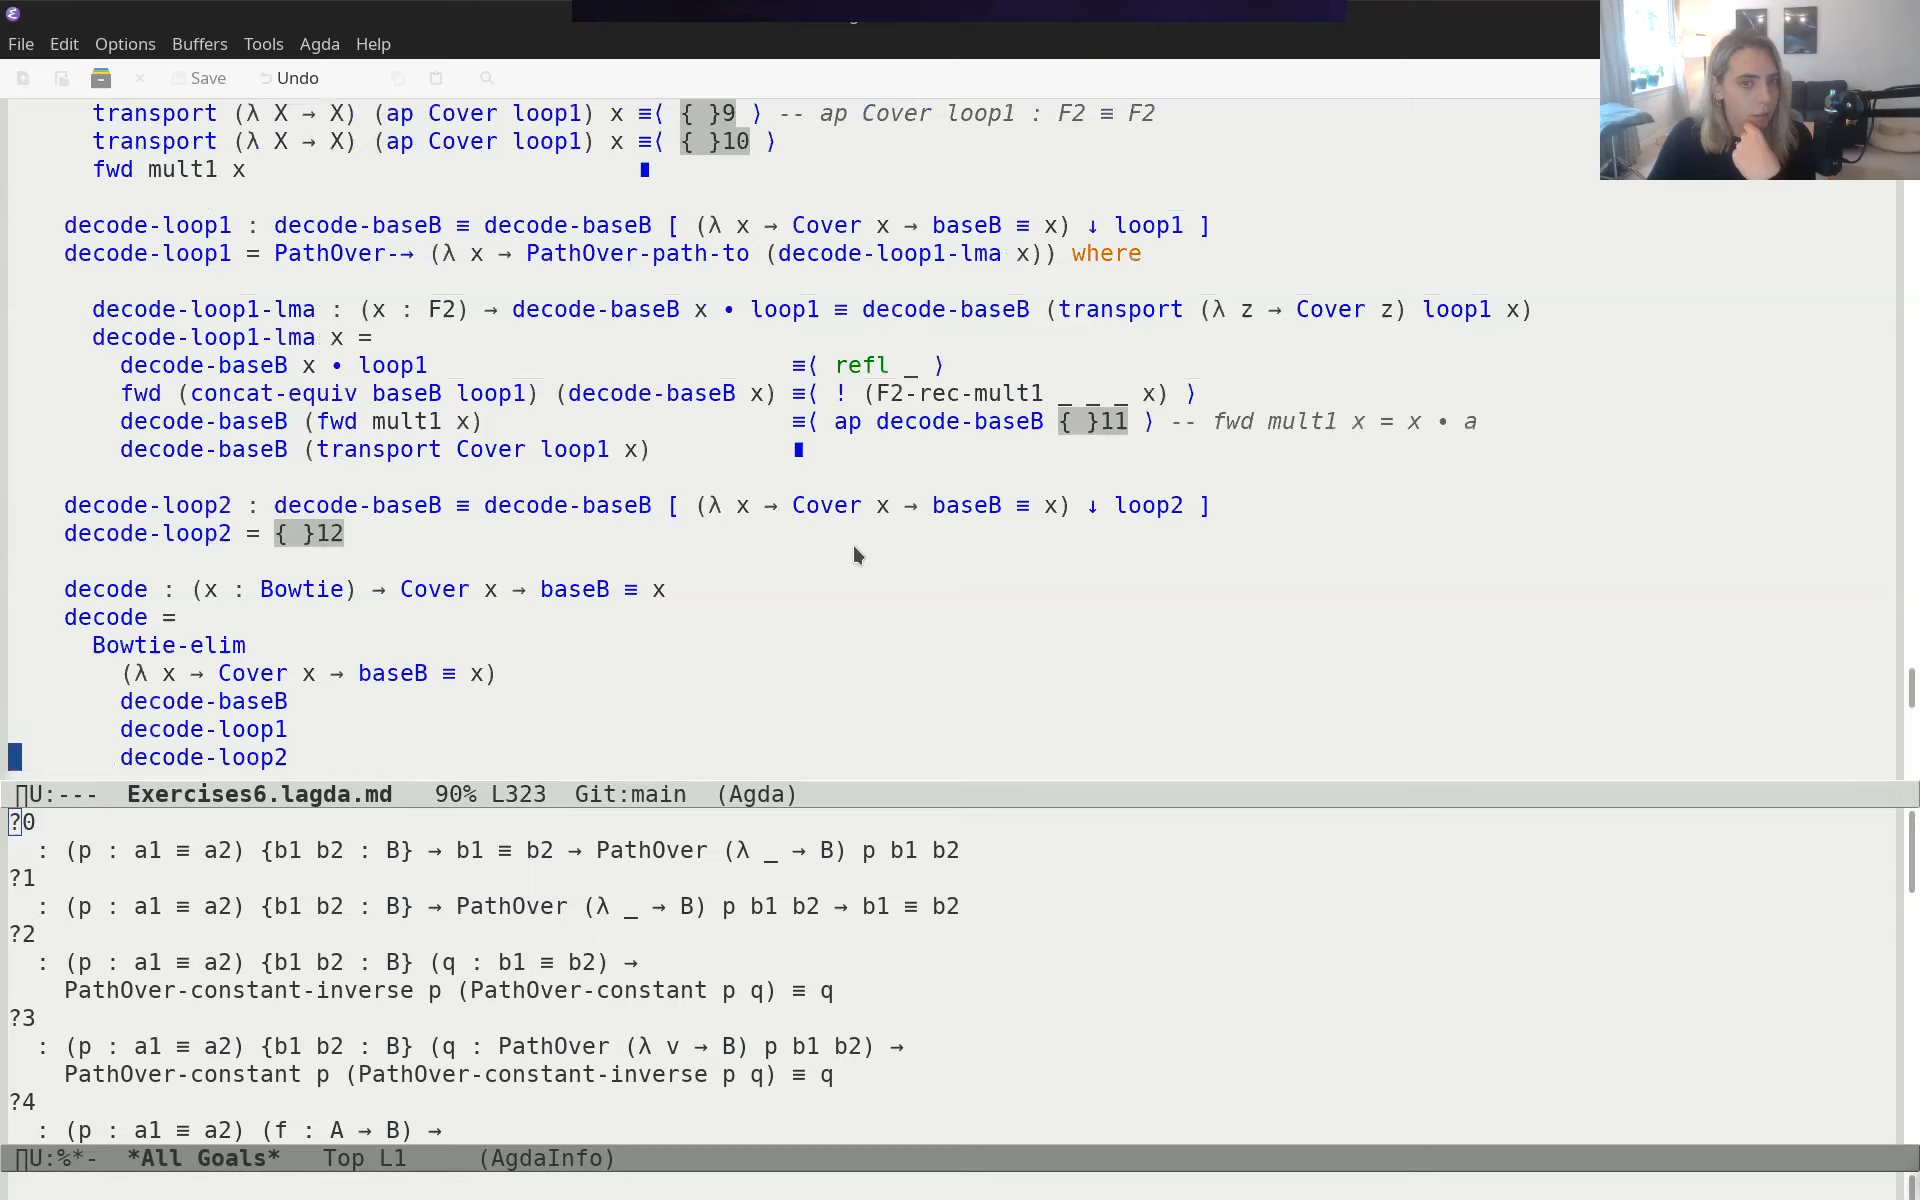 File Edit Options Buffers Tools Agda Help
Save Undo
transport (λ X → X) (ap Cover loop1) x ≡⟨ { }9 ⟩ -- ap Cover loop1 : F2 ≡ F2
transport (λ X → X) (ap Cover loop1) x ≡⟨ { }10 ⟩
fwd mult1 x ∎
decode-loop1 : decode-baseB ≡ decode-baseB [ (λ x → Cover x → baseB ≡ x) ↓ loop1 ]
decode-loop1 = PathOver-→ (λ x → PathOver-path-to (decode-loop1-lma x)) where
decode-loop1-lma : (x : F2) → decode-baseB x ∙ loop1 ≡ decode-baseB (transport (λ z → Cover z) loop1 x)
decode-loop1-lma x =
decode-baseB x ∙ loop1 ≡⟨ refl _ ⟩
fwd (concat-equiv baseB loop1) (decode-baseB x) ≡⟨ ! (F2-rec-mult1 _ _ _ x) ⟩
decode-baseB (fwd mult1 x) ≡⟨ ap decode-baseB { }11 ⟩ -- fwd mult1 x = x ∙ a
decode-baseB (transport Cover loop1 x) ∎
decode-loop2 : decode-baseB ≡ decode-baseB [ (λ x → Cover x → baseB ≡ x) ↓ loop2 ]
decode-loop2 = { }12
decode : (x : Bowtie) → Cover x → baseB ≡ x
decode =
Bowtie-elim
(λ x → Cover x → baseB ≡ x)
decode-baseB
decode-loop1
decode-loop2
∏U:--- Exercises6.lagda.md 90% L323 Git:main (Agda)
?0
: (p : a1 ≡ a2) {b1 b2 : B} → b1 ≡ b2 → PathOver (λ _ → B) p b1 b2
?1
: (p : a1 ≡ a2) {b1 b2 : B} → PathOver (λ _ → B) p b1 b2 → b1 ≡ b2
?2
: (p : a1 ≡ a2) {b1 b2 : B} (q : b1 ≡ b2) →
PathOver-constant-inverse p (PathOver-constant p q) ≡ q
?3
: (p : a1 ≡ a2) {b1 b2 : B} (q : PathOver (λ v → B) p b1 b2) →
PathOver-constant p (PathOver-constant-inverse p q) ≡ q
?4
: (p : a1 ≡ a2) (f : A → B) →
∏U:%*- *All Goals* Top L1 (AgdaInfo)